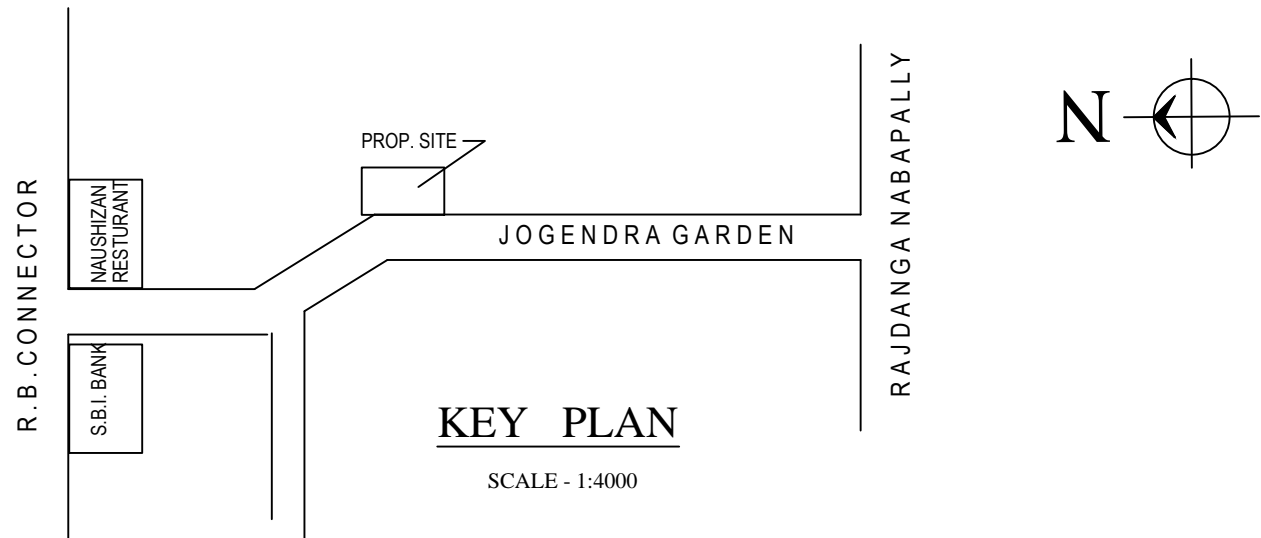 PROP. SITE
N
R.B.CONNECTOR
NAUSHIZAN
RESTURANT
JOGENDRA GARDEN
RAJDANGA NABAPALLY
S.B.I. BANK
KEY PLAN
SCALE - 1:4000